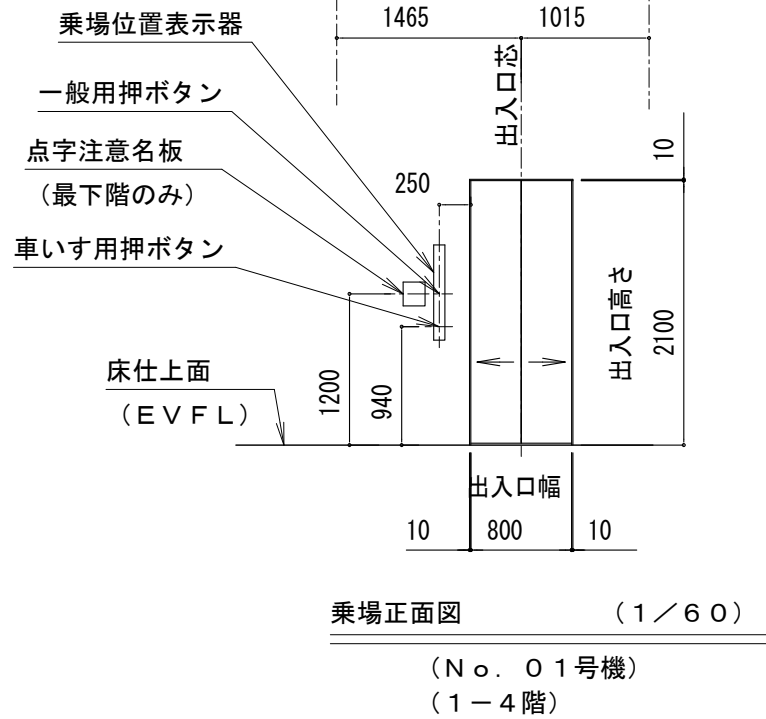 乗場位置表示器
1465
1015
出入口芯
一般用押ボタン
点字注意名板
（最下階のみ）
250
10
車いす用押ボタン
出入口高さ
2100
床仕上面
（ＥＶＦＬ）
1200
940
出入口幅
10
800
10
乗場正面図　（１／６０）
（Ｎｏ．０１号機）
（１－４階）